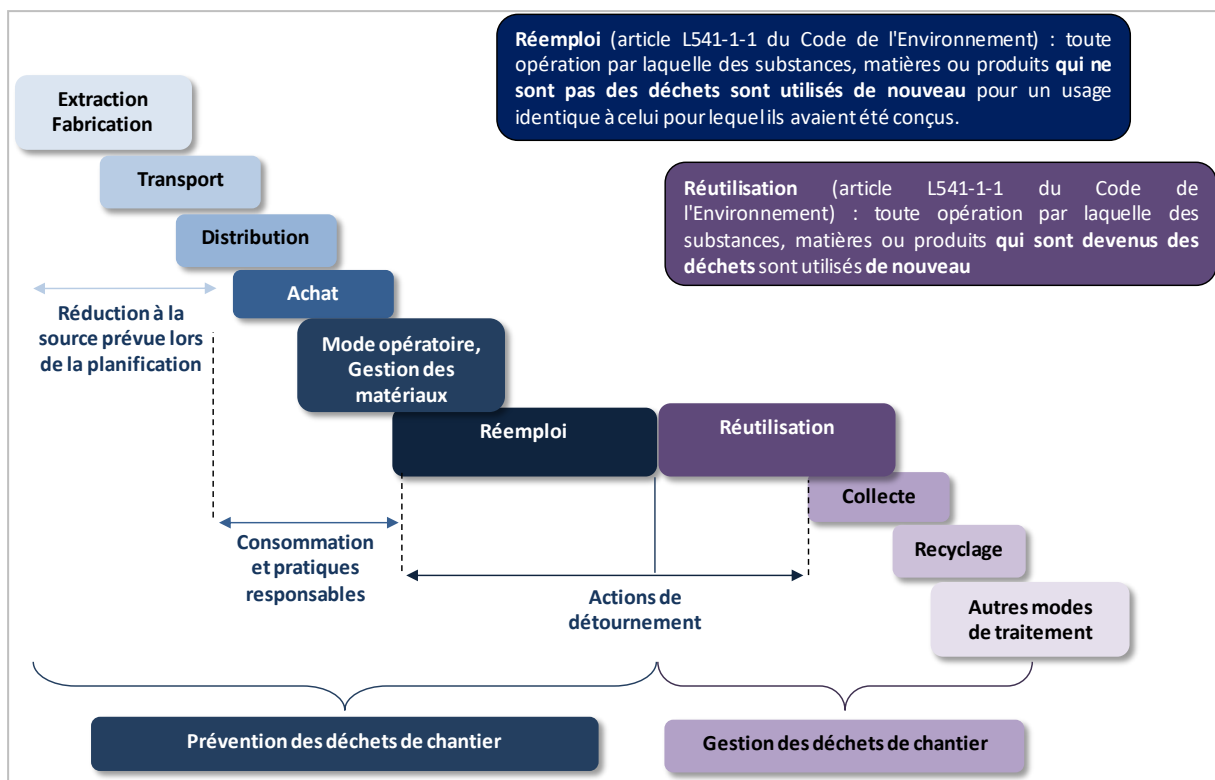 Réemploi (article L541-1-1 du Code de l'Environnement) : toute
opération par laquelle des substances, matières ou produits qui ne
sont pas des déchets sont utilisés de nouveau pour un usage
identique à celui pour lequel ils avaient été conçus.
Extraction
Fabrication
Transport
Réutilisation (article L541-1-1 du Code de
l'Environnement) : toute opération par laquelle des
substances, matières ou produits qui sont devenus des
déchets sont utilisés de nouveau
Distribution
Achat
Réduction à la
source prévue lors
de la planification
Mode opératoire,
Gestion des
matériaux
Réemploi
Réutilisation
Collecte
Consommation
et pratiques
responsables
Recyclage
Actions de
détournement
Autres modes
de traitement
Prévention des déchets de chantier
Gestion des déchets de chantier